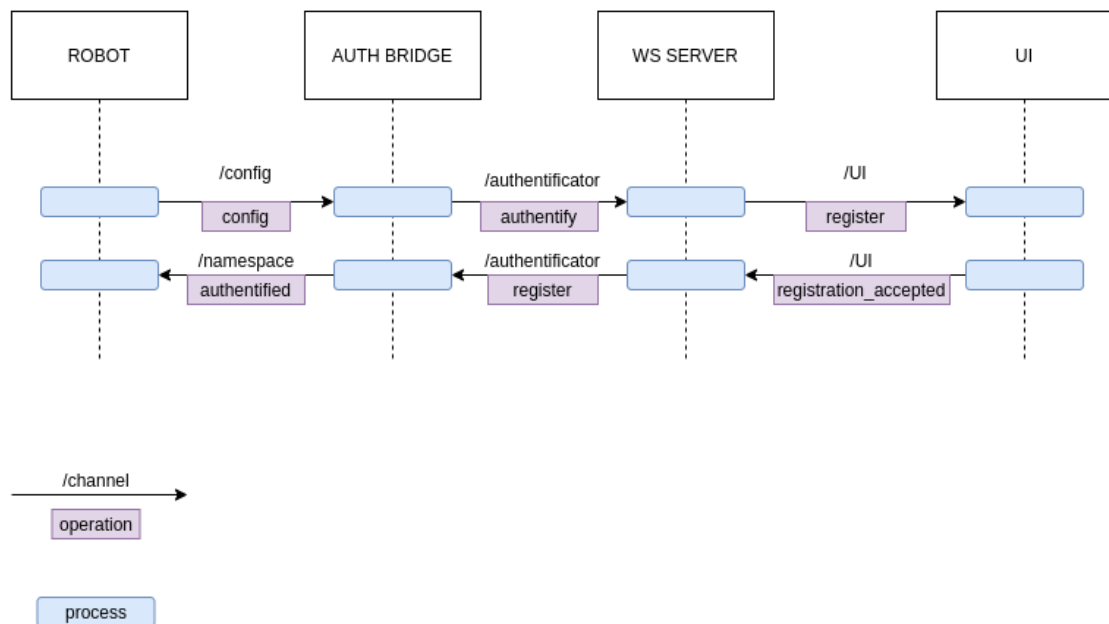 ROBOT
AUTH BRIDGE
WS SERVER
UI
/config
/authentificator
/UI
config
authentify
register
/namespace
/authentificator
/UI
authentified
register
registration_accepted
/channel
operation
process